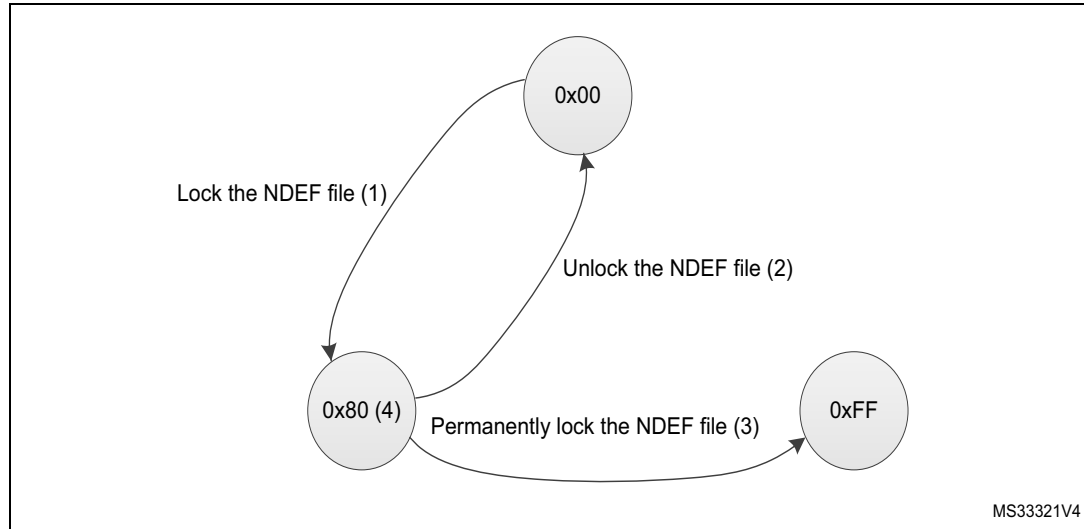 0x00
Lock the NDEF file (1)
Unlock the NDEF file (2)
0x80 (4)
Permanently lock the NDEF file (3)
0xFF
MS33321V4